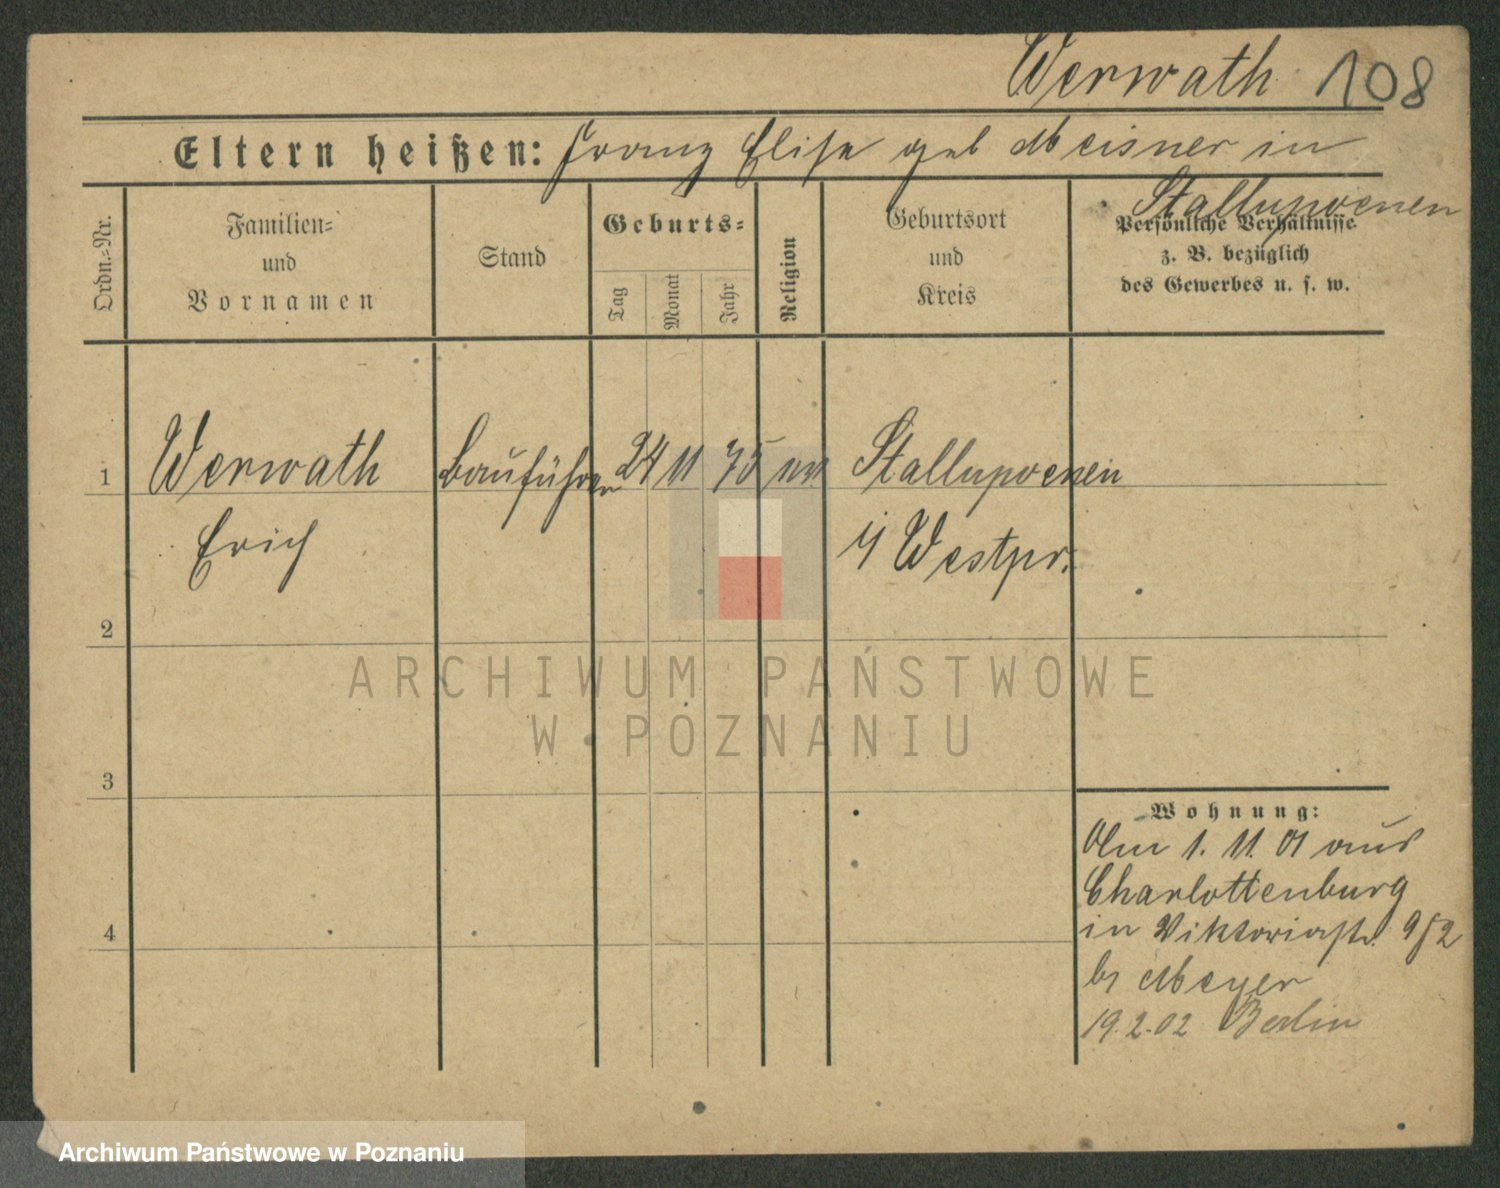 Werwath 108
Eltern heißen: Franz Elise geb Meisner in
Stallupoenen
Ordn.-Nr.
Familien-
und
Vornamen
Stand
Geburts-
Tag
Monat
Jahr
Religion
Geburtsort
und
Kreis
Persönliche Verhältnisse
z. B. bezüglich
des Gewerbes u. s. w.
1 Werwath Bauführer 24 11 75 ev Stallupoenen
Erich i/ Westpr.
2
ARCHIWUM PAŃSTWOWE
W POZNANIU
3
Wohnung:
Am 1. 11. 01 aus
Charlottenburg
in Viktoriastr. 9/2
4
br Meyer
19.2.02 Berlin
Archiwum Państwowe w Poznaniu